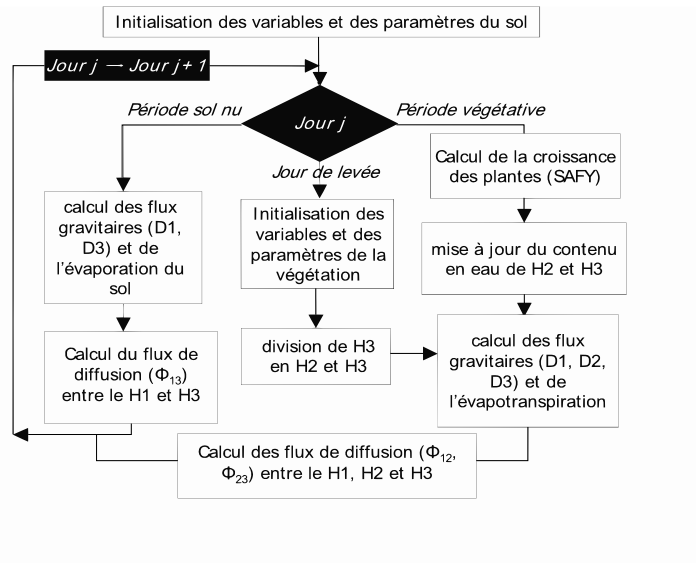 Initialisation des variables et des paramètres du sol
Jour j → Jour j+ 1
Période sol nu
Période végétative
Jour j
Jour de levée
Calcul de la croissance
des plantes (SAFY)
calcul des flux
gravitaires (D1,
D3) et de
l'évaporation du
sol
Initialisation des
variables et des
paramètres de la
végétation
mise à jour du contenu
en eau de H2 et H3
Calcul du flux de
diffusion (Φ13)
entre le H1 et H3
division de H3
en H2 et H3
calcul des flux
gravitaires (D1, D2,
D3) et de
l'évapotranspiration
Calcul des flux de diffusion (Φ12,
Φ23) entre le H1, H2 et H3